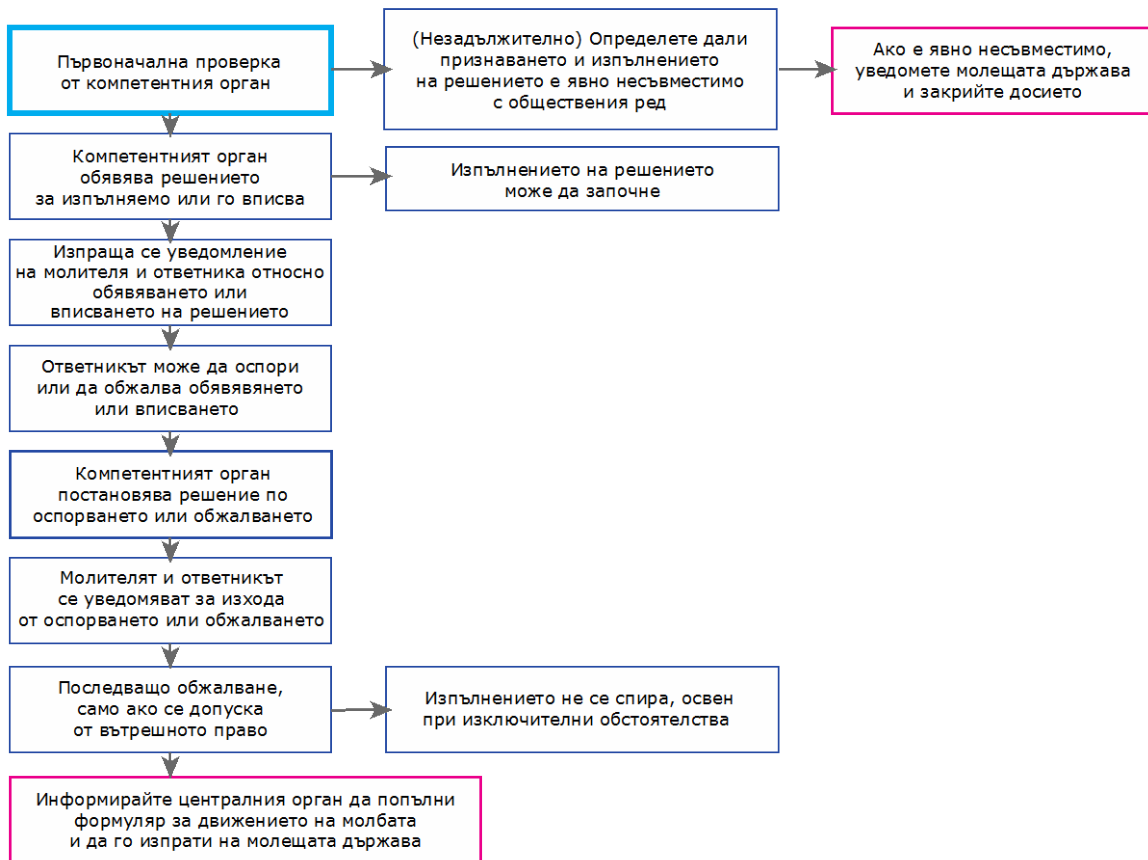 Първоначална проверка
от компетентния орган
(Незадължително) Определете дали
признаването и изпълнението
на решението е явно несъвместимо
с обществения ред
Ако е явно несъвместимо,
уведомете молещата държава
и закрийте досието
Компетентният орган
обявява решението
за изпълняемо или го вписва
Изпълнението на решението
може да започне
Изпраща се уведомление
на молителя и ответника относно
обявяването или
вписването на решението
Ответникът може да оспори
или да обжалва обявявянето
или вписването
Компетентният орган
постановява решение по
оспорването или обжалването
Молителят и ответникът
се уведомяват за изхода
от оспорването или обжалването
Последващо обжалване,
само ако се допуска
от вътрешното право
Изпълнението не се спира, освен
при изключителни обстоятелства
Информирайте централния орган да попълни
формуляр за движението на молбата
и да го изпрати на молещата държава